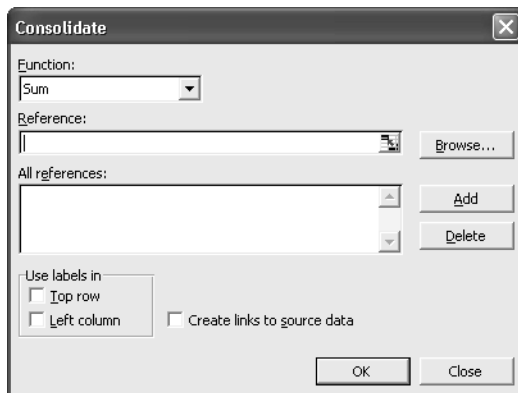 Consolidate
Function:
Sum
Reference:
Browse...
All references:
Add
Delete
Use labels in
Top row
Left column
Create links to source data
OK
Close